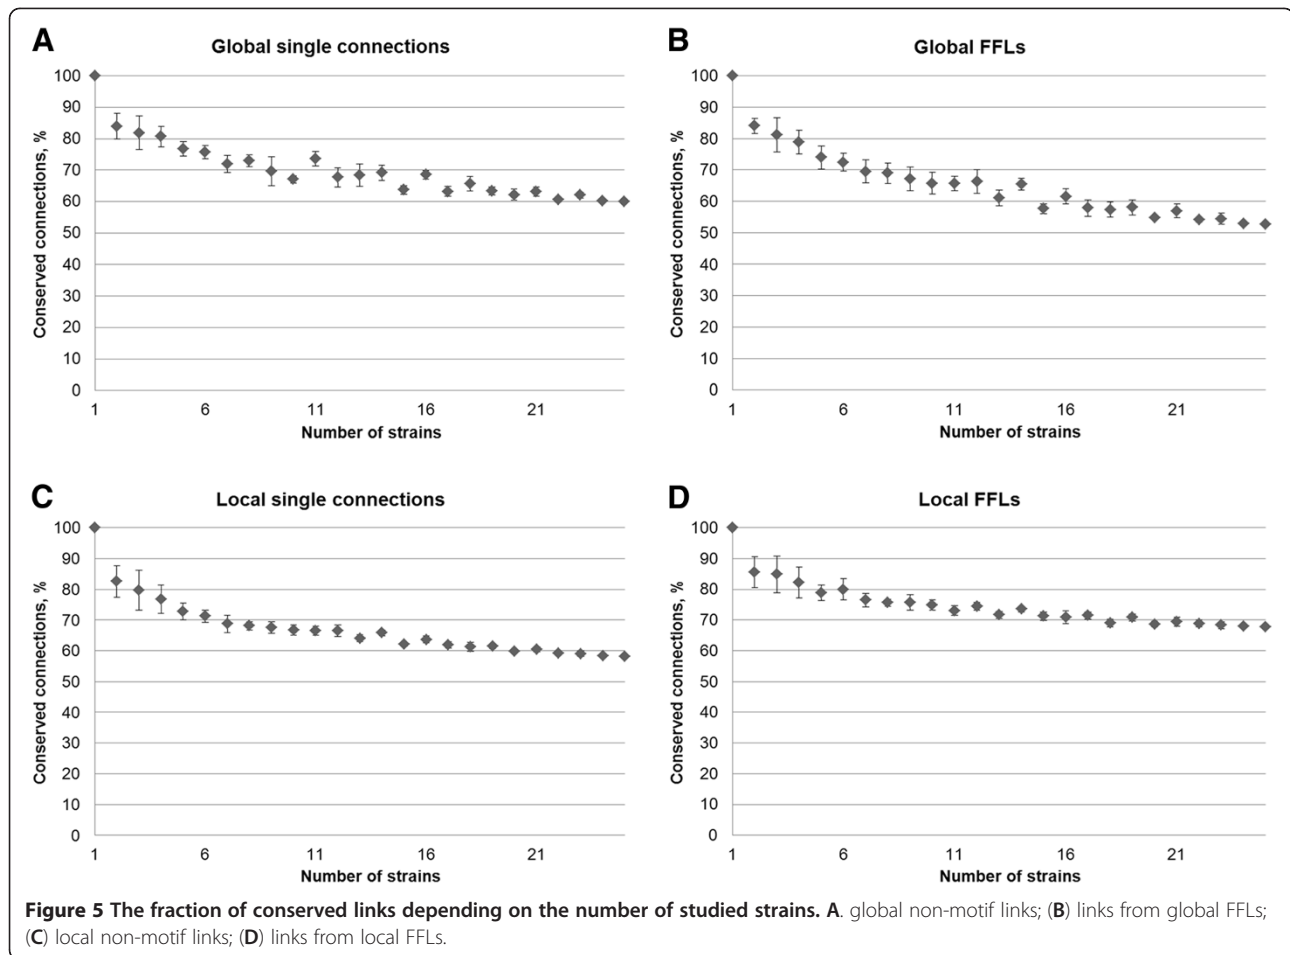 A
Global single connections
100
90
80
70
60
50
40
30
20
10
0
Conserved connections, %
1 6 11 16 21
Number of strains
B
Global FFLs
100
90
80
70
60
50
40
30
20
10
0
Conserved connections, %
1 6 11 16 21
Number of strains
C
Local single connections
100
90
80
70
60
50
40
30
20
10
0
Conserved connections, %
1 6 11 16 21
Number of strains
D
Local FFLs
100
90
80
70
60
50
40
30
20
10
0
Conserved connections, %
1 6 11 16 21
Number of strains
Figure 5 The fraction of conserved links depending on the number of studied strains. A. global non-motif links; (B) links from global FFLs;
(C) local non-motif links; (D) links from local FFLs.